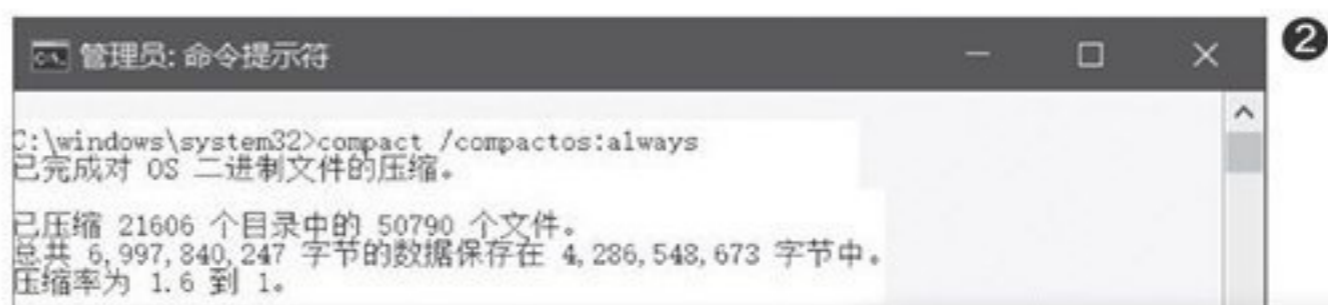 管理员: 命令提示符
❷
C:\windows\system32>compact /compactos:always
已完成对 OS 二进制文件的压缩。
已压缩 21606 个目录中的 50790 个文件。
总共 6,997,840,247 字节的数据保存在 4,286,548,673 字节中。
压缩率为 1.6 到 1。